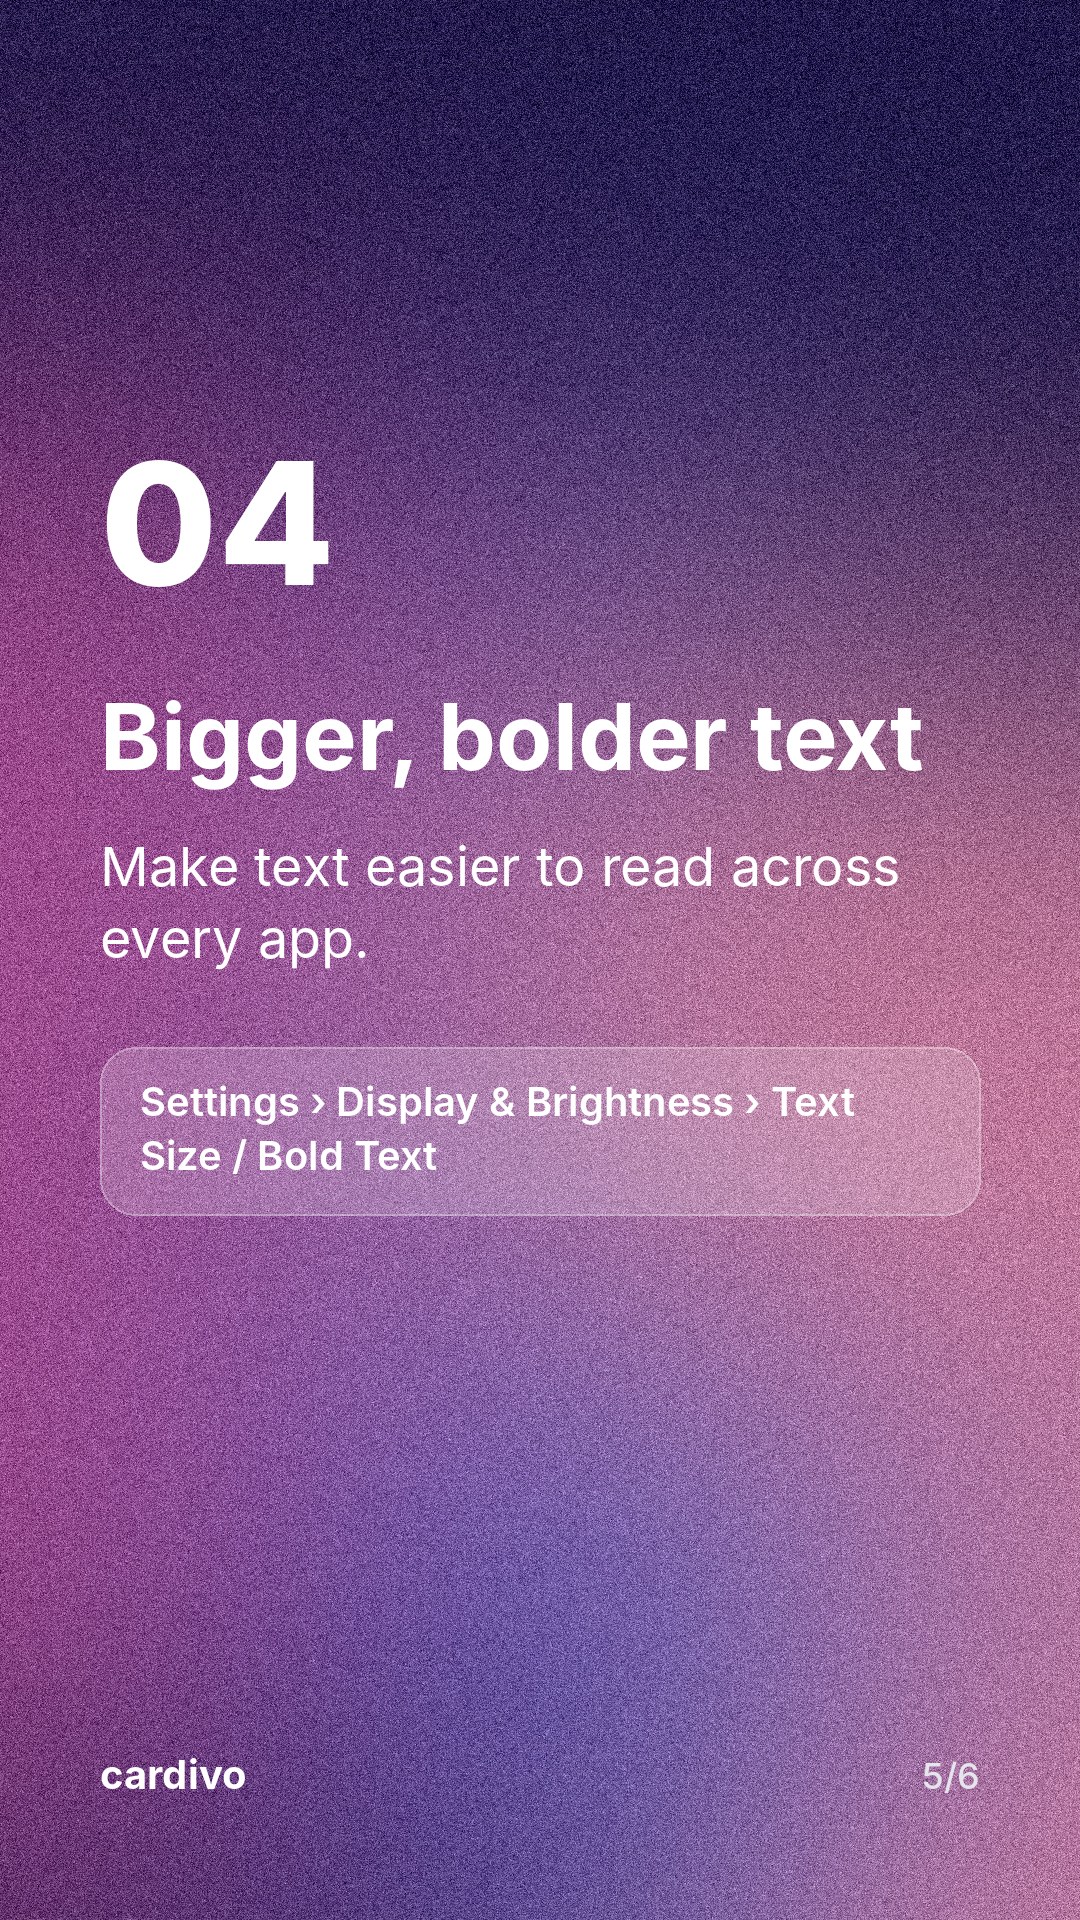 04
Bigger, bolder text
Make text easier to read across
every app.
Settings › Display & Brightness › Text
Size / Bold Text
cardivo
5/6